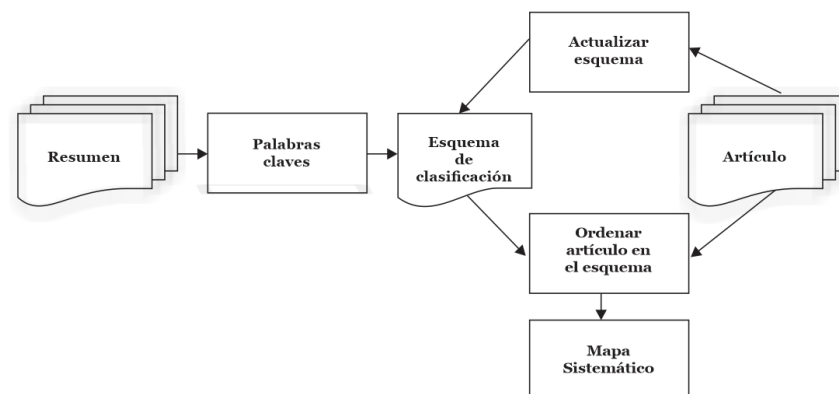 Actualizar
esquema
Resumen
Palabras
claves
Esquema
de
clasificación
Artículo
Ordenar
artículo en
el esquema
Mapa
Sistemático